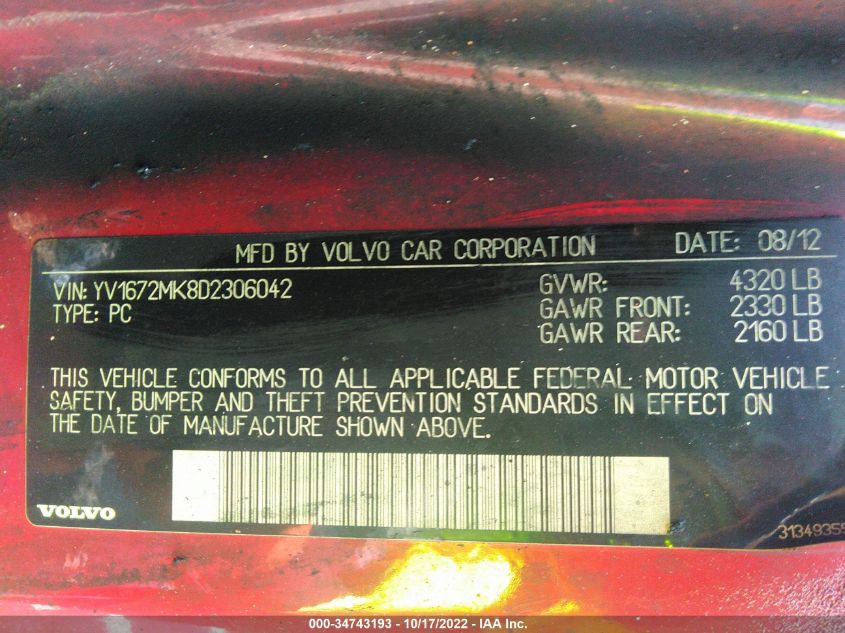 MFD BY VOLVO CAR CORPORATION DATE: 08/12
VIN: YV1672MK8D2306042 GVWR: 4320 LB
TYPE: PC GAWR FRONT: 2330 LB
GAWR REAR: 2160 LB
THIS VEHICLE CONFORMS TO ALL APPLICABLE FEDERAL MOTOR VEHICLE
SAFETY, BUMPER AND THEFT PREVENTION STANDARDS IN EFFECT ON
THE DATE OF MANUFACTURE SHOWN ABOVE.
VOLVO
000-34743193 - 10/17/2022 - IAA Inc.